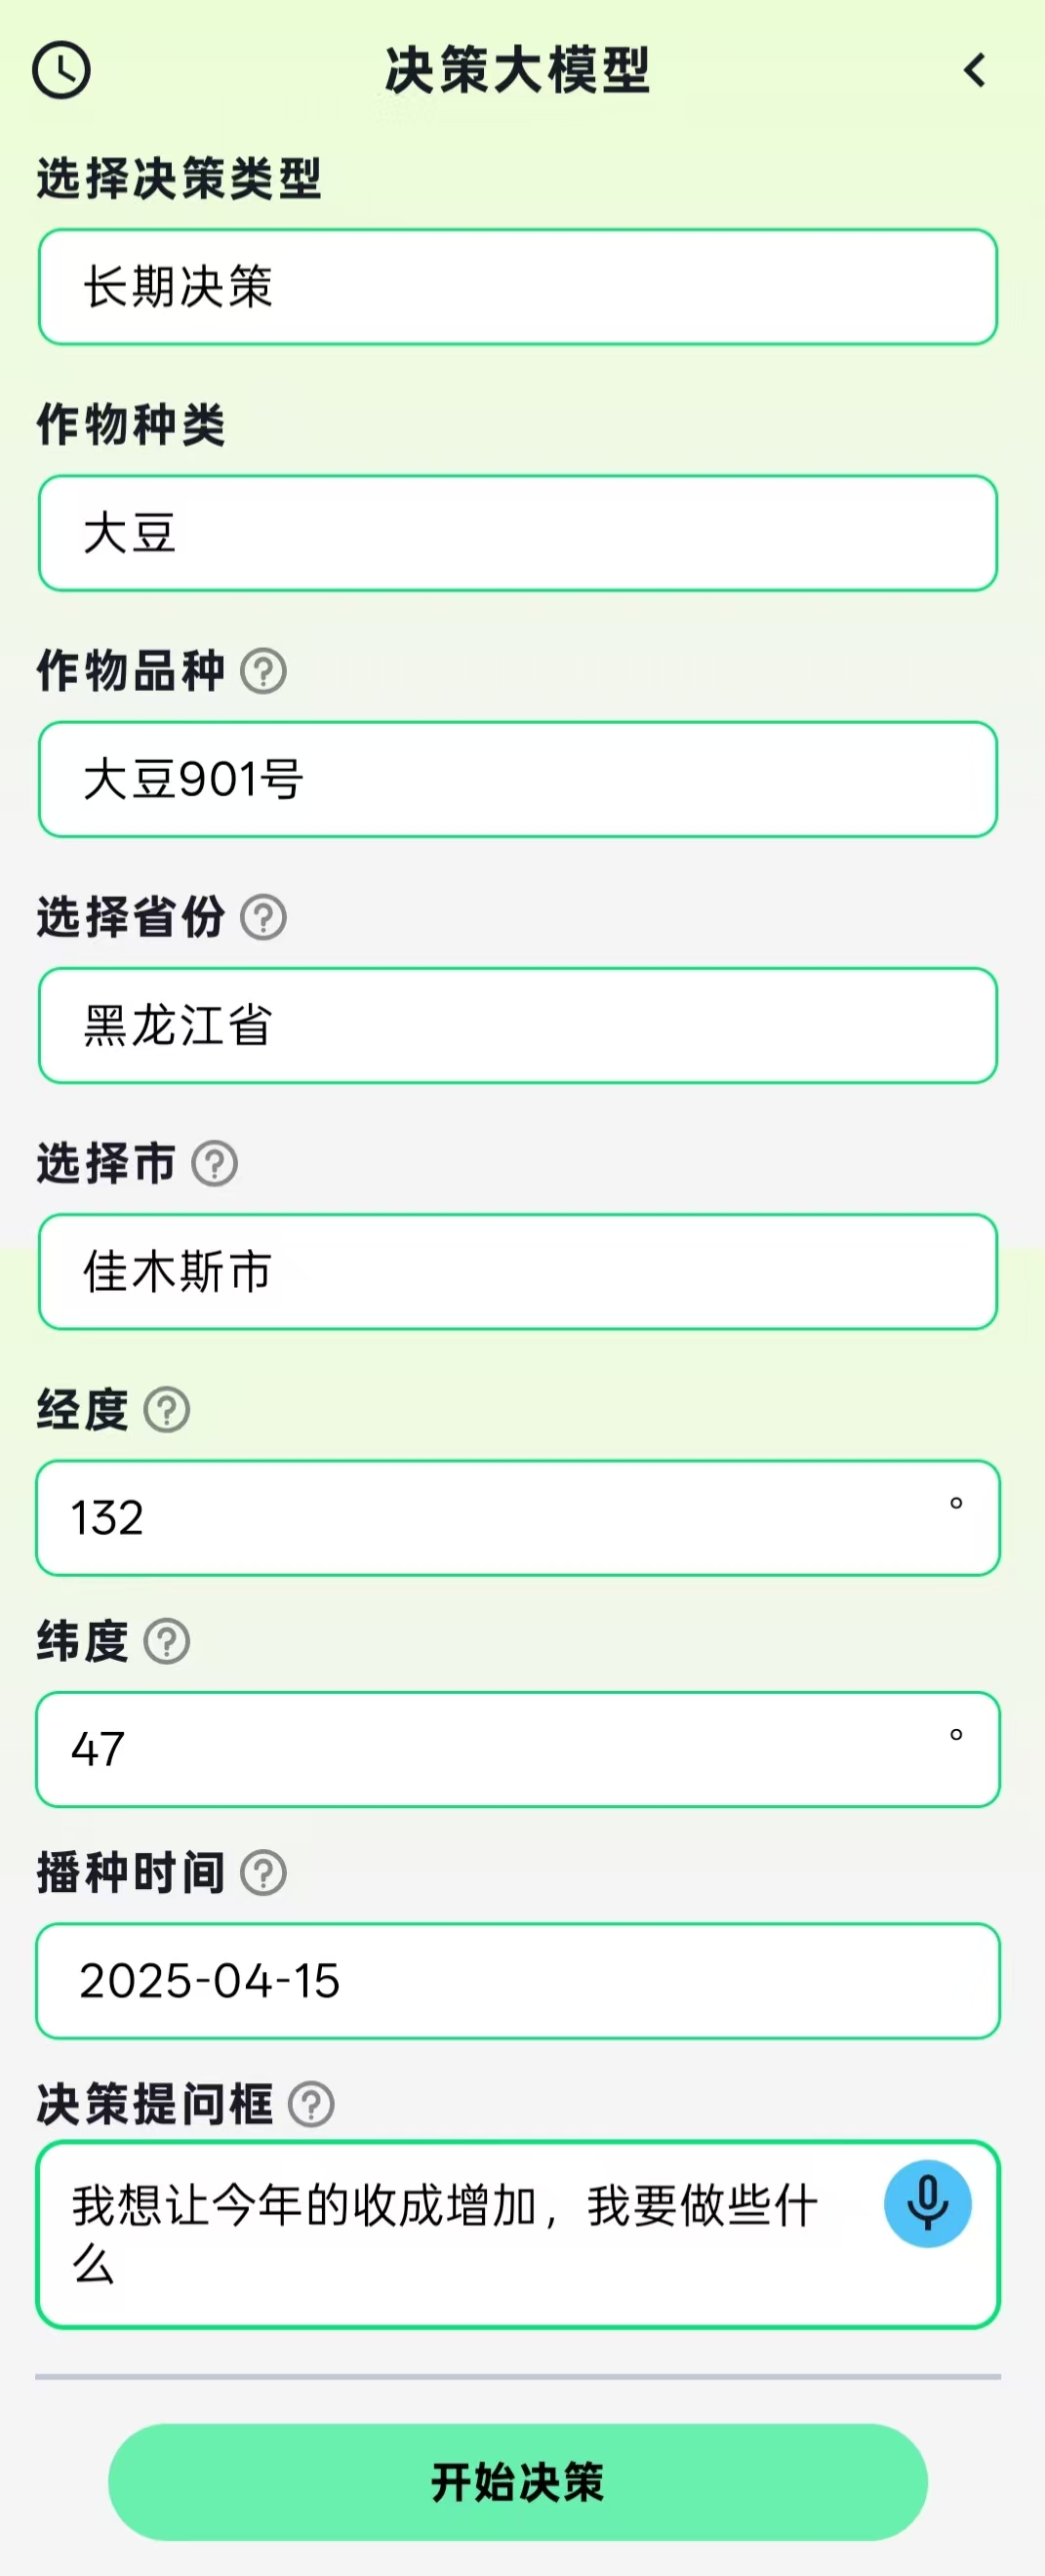 决策大模型
选择决策类型
长期决策
作物种类
大豆
作物品种
大豆901号
选择省份
黑龙江省
选择市
佳木斯市
经度
132 °
纬度
47 °
播种时间
2025-04-15
决策提问框
我想让今年的收成增加，我要做些什
么
开始决策